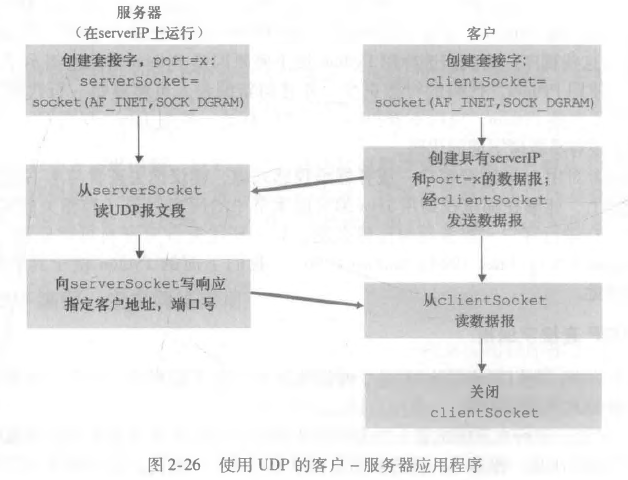 服务器
（在serverIP上运行）
创建套接字，port=x：
serverSocket=
socket(AF_INET,SOCK_DGRAM)
从serverSocket
读UDP报文段
向serverSocket写响应
指定客户地址，端口号
客户
创建套接字：
clientSocket=
socket(AF_INET,SOCK_DGRAM)
创建具有serverIP
和port=x的数据报；
经clientSocket
发送数据报
从clientSocket
读数据报
关闭
clientSocket
图 2-26 使用 UDP 的客户 – 服务器应用程序